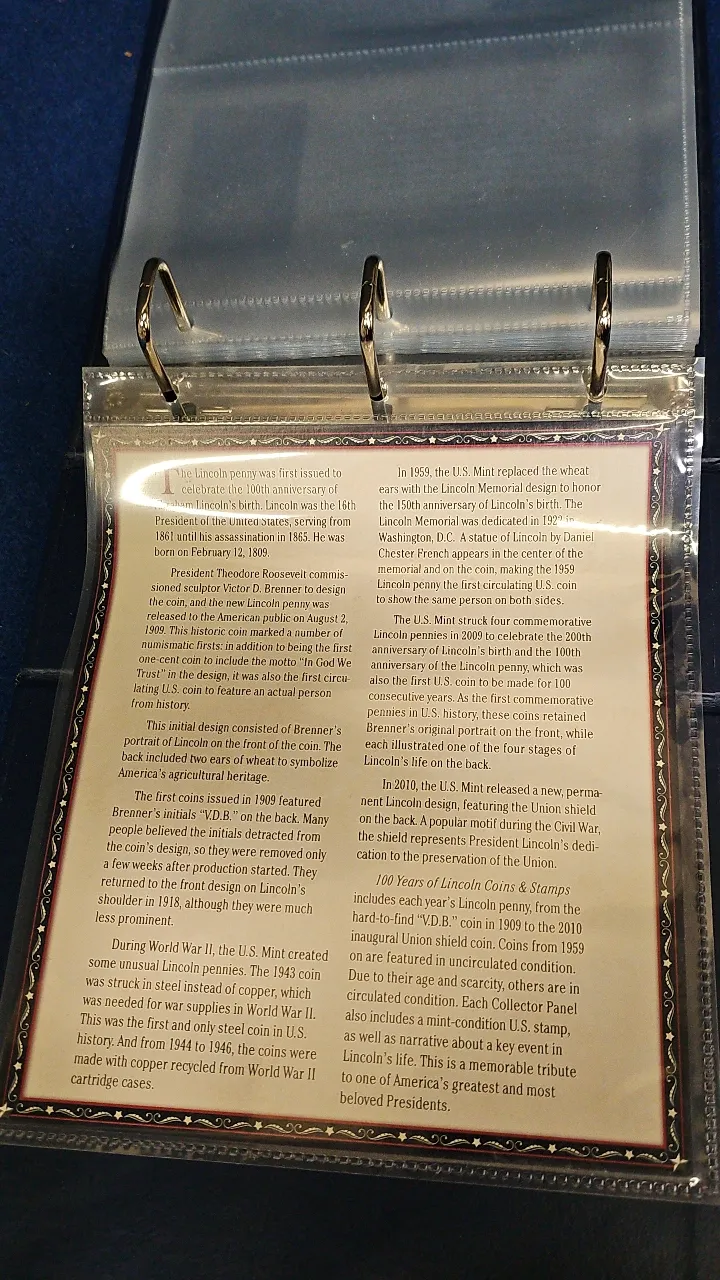 The Lincoln penny was first issued to
celebrate the 100th anniversary of
Abraham Lincoln's birth. Lincoln was the 16th
President of the United States, serving from
1861 until his assassination in 1865. He was
born on February 12, 1809.
President Theodore Roosevelt commis-
sioned sculptor Victor D. Brenner to design
the coin, and the new Lincoln penny was
released to the American public on August 2,
1909. This historic coin marked a number of
numismatic firsts: in addition to being the first
one-cent coin to include the motto "In God We
Trust" in the design, it was also the first circu-
lating U.S. coin to feature an actual person
from history.
This initial design consisted of Brenner's
portrait of Lincoln on the front of the coin. The
back included two ears of wheat to symbolize
America's agricultural heritage.
The first coins issued in 1909 featured
Brenner's initials "V.D.B." on the back. Many
people believed the initials detracted from
the coin's design, so they were removed only
a few weeks after production started. They
returned to the front design on Lincoln's
shoulder in 1918, although they were much
less prominent.
During World War II, the U.S. Mint created
some unusual Lincoln pennies. The 1943 coin
was struck in steel instead of copper, which
was needed for war supplies in World War II.
This was the first and only steel coin in U.S.
history. And from 1944 to 1946, the coins were
made with copper recycled from World War II
cartridge cases.
In 1959, the U.S. Mint replaced the wheat
ears with the Lincoln Memorial design to honor
the 150th anniversary of Lincoln's birth. The
Lincoln Memorial was dedicated in 1922 in
Washington, D.C. A statue of Lincoln by Daniel
Chester French appears in the center of the
memorial and on the coin, making the 1959
Lincoln penny the first circulating U.S. coin
to show the same person on both sides.
The U.S. Mint struck four commemorative
Lincoln pennies in 2009 to celebrate the 200th
anniversary of Lincoln's birth and the 100th
anniversary of the Lincoln penny, which was
also the first U.S. coin to be made for 100
consecutive years. As the first commemorative
pennies in U.S. history, these coins retained
Brenner's original portrait on the front, while
each illustrated one of the four stages of
Lincoln's life on the back.
In 2010, the U.S. Mint released a new, perma-
nent Lincoln design, featuring the Union shield
on the back. A popular motif during the Civil War,
the shield represents President Lincoln's dedi-
cation to the preservation of the Union.
100 Years of Lincoln Coins & Stamps
includes each year's Lincoln penny, from the
hard-to-find "V.D.B." coin in 1909 to the 2010
inaugural Union shield coin. Coins from 1959
on are featured in uncirculated condition.
Due to their age and scarcity, others are in
circulated condition. Each Collector Panel
also includes a mint-condition U.S. stamp,
as well as narrative about a key event in
Lincoln's life. This is a memorable tribute
to one of America's greatest and most
beloved Presidents.